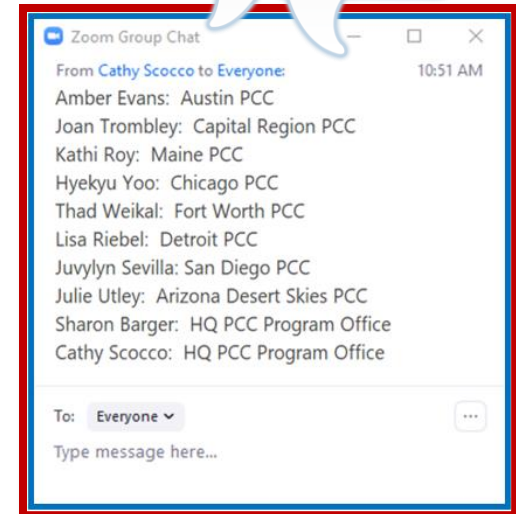 Zoom Group Chat
From Cathy Scocco to Everyone: 10:51 AM
Amber Evans: Austin PCC
Joan Trombley: Capital Region PCC
Kathi Roy: Maine PCC
Hyekyu Yoo: Chicago PCC
Thad Weikal: Fort Worth PCC
Lisa Riebel: Detroit PCC
Juvylyn Sevilla: San Diego PCC
Julie Utley: Arizona Desert Skies PCC
Sharon Barger: HQ PCC Program Office
Cathy Scocco: HQ PCC Program Office
To: Everyone
Type message here...